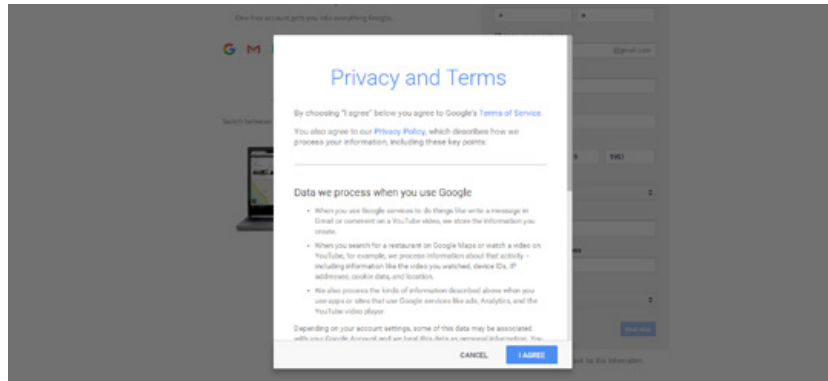 One free account gets you into everything Google.
G M
@gmail.com
Privacy and Terms
By choosing "I agree" below you agree to Google's Terms of Service.
You also agree to our Privacy Policy, which describes how we
process your information, including these key points:
Data we process when you use Google
• When you use Google services to do things like write a message in
Gmail or comment on a YouTube video, we store the information you
create.
• When you search for a restaurant on Google Maps or watch a video on
YouTube, for example, we process information about that activity –
including information like the video you watched, device IDs, IP
addresses, cookie data, and location.
• We also process the kinds of information described above when you
use apps or sites that use Google services like ads, Analytics, and the
YouTube video player.
Depending on your account settings, some of this data may be associated
with your Google Account and we treat this data as personal information. You
CANCEL
I AGREE
Switch between
Next step
ask for this information.